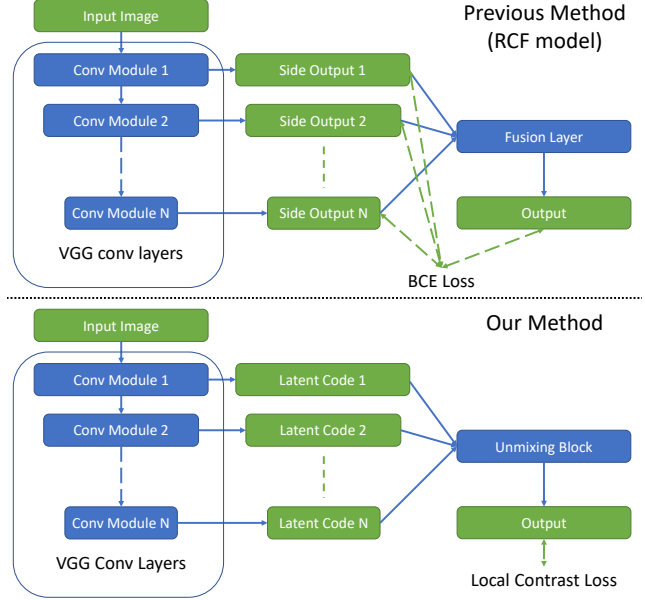 Input Image
Previous Method
(RCF model)
Conv Module 1
Side Output 1
Conv Module 2
Side Output 2
Fusion Layer
Conv Module N
Side Output N
Output
VGG conv layers
BCE Loss
Input Image
Our Method
Conv Module 1
Latent Code 1
Conv Module 2
Latent Code 2
Unmixing Block
Conv Module N
Latent Code N
Output
VGG Conv Layers
Local Contrast Loss